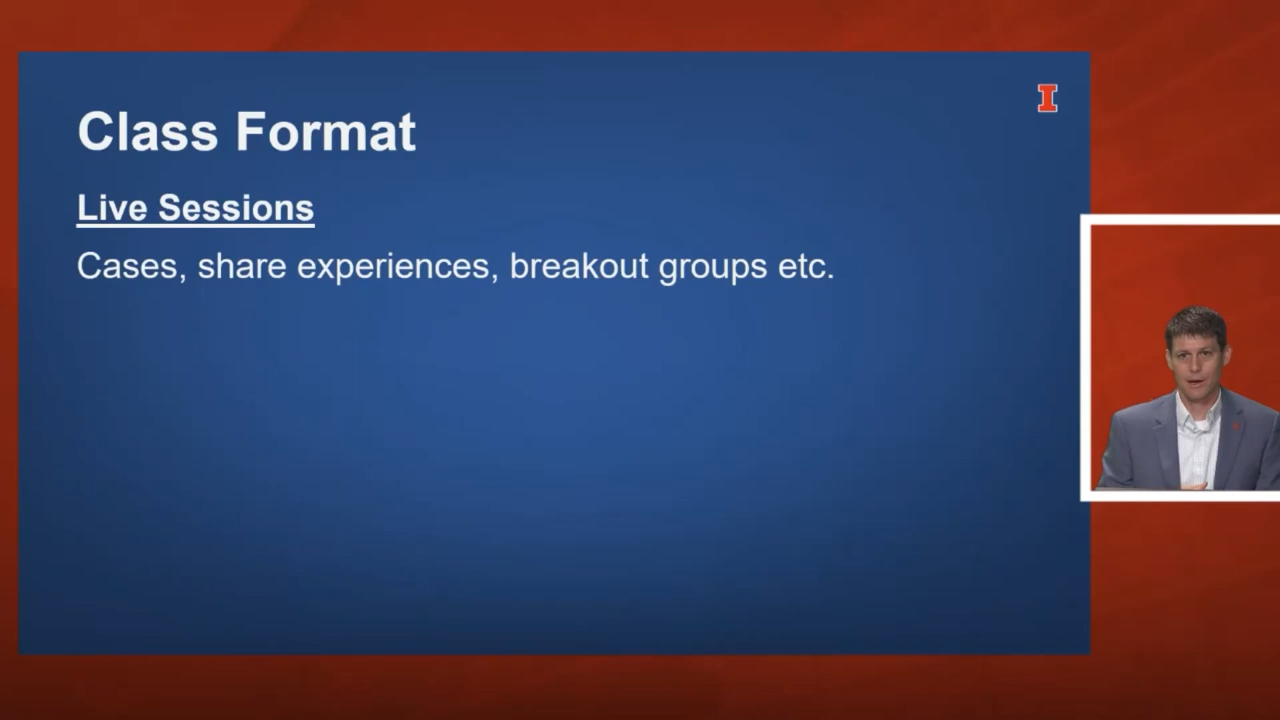 Class Format
I
Live Sessions
Cases, share experiences, breakout groups etc.